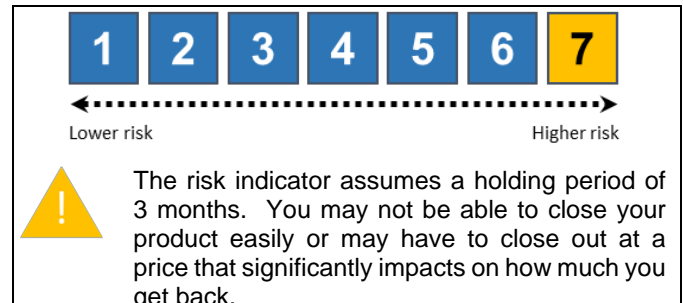 1 2 3 4 5 6 7
Lower risk Higher risk
!
The risk indicator assumes a holding period of
3 months. You may not be able to close your
product easily or may have to close out at a
price that significantly impacts on how much you
get back.